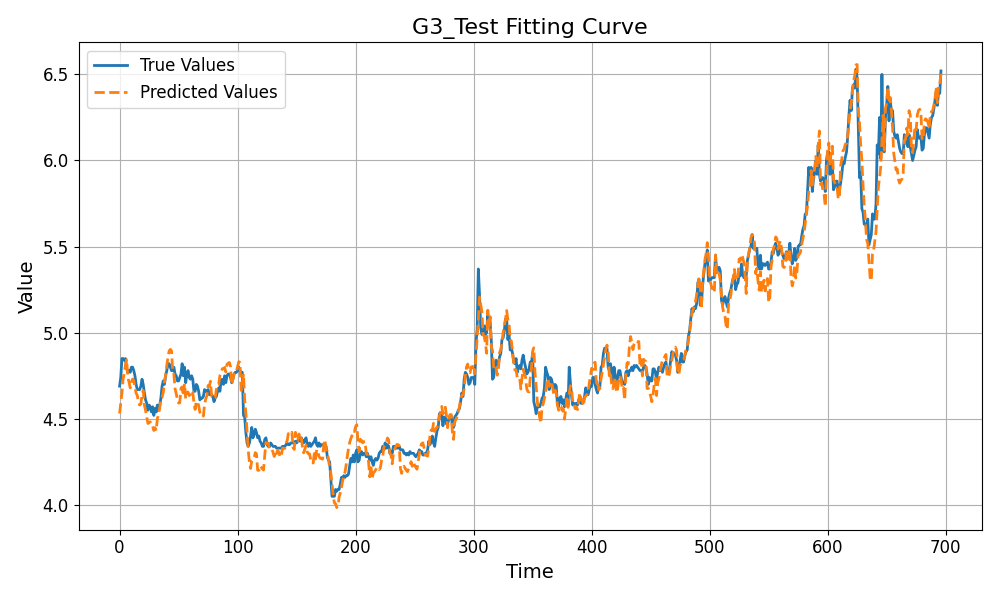 G3_Test Fitting Curve
True Values
Predicted Values
Value
6.5
6.0
5.5
5.0
4.5
4.0
0 100 200 300 400 500 600 700
Time